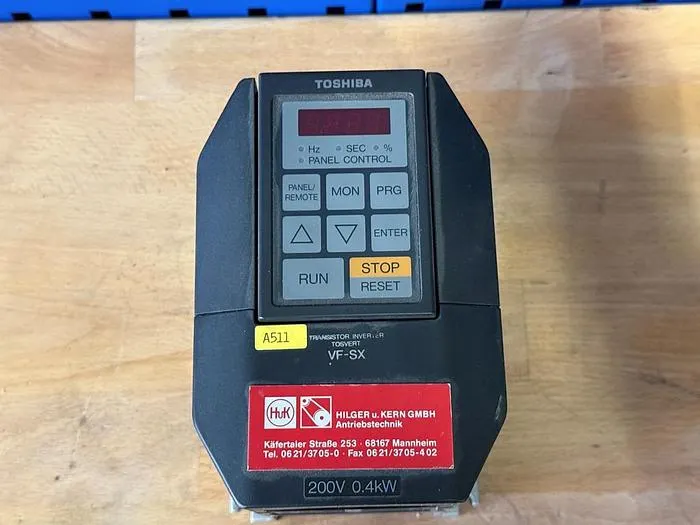 TOSHIBA
Hz SEC %
PANEL CONTROL
PANEL/
REMOTE
MON
PRG
ENTER
RUN
STOP
RESET
A511
TRANSISTOR INVERTER
TOSVERT
VF-SX
HuK
HILGER u. KERN GMBH
Antriebstechnik
Käfertaler Straße 253 · 68167 Mannheim
Tel. 0621/3705-0 · Fax 0621/3705-402
200V 0.4kW